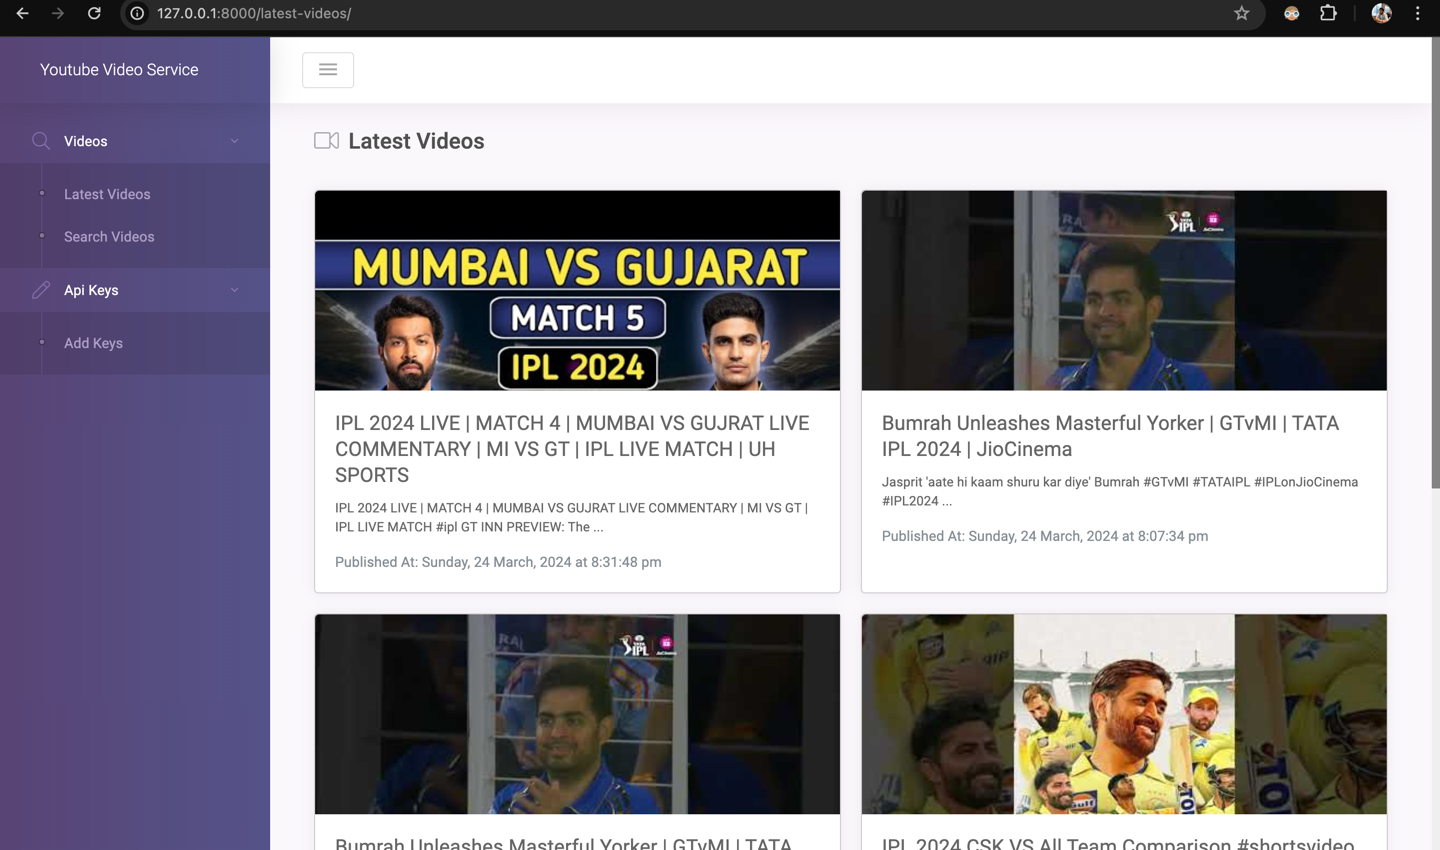 127.0.0.1:8000/latest-videos/
Youtube Video Service
Videos
Latest Videos
Search Videos
Api Keys
Add Keys
Latest Videos
MUMBAI VS GUJARAT
MATCH 5
IPL 2024
IPL 2024 LIVE | MATCH 4 | MUMBAI VS GUJRAT LIVE
COMMENTARY | MI VS GT | IPL LIVE MATCH | UH
SPORTS
IPL 2024 LIVE | MATCH 4 | MUMBAI VS GUJRAT LIVE COMMENTARY | MI VS GT |
IPL LIVE MATCH #ipl GT INN PREVIEW: The ...
Published At: Sunday, 24 March, 2024 at 8:31:48 pm
IPL
JioCinema
Bumrah Unleashes Masterful Yorker | GTvMI | TATA
IPL 2024 | JioCinema
Jasprit 'aate hi kaam shuru kar diye' Bumrah #GTvMI #TATAIPL #IPLonJioCinema
#IPL2024 ...
Published At: Sunday, 24 March, 2024 at 8:07:34 pm
IPL
JioCinema
Bumrah Unleashes Masterful Yorker | GTvMI | TATA
Gulf
IPL 2024 CSK VS All Team Comparison #shortsvideo